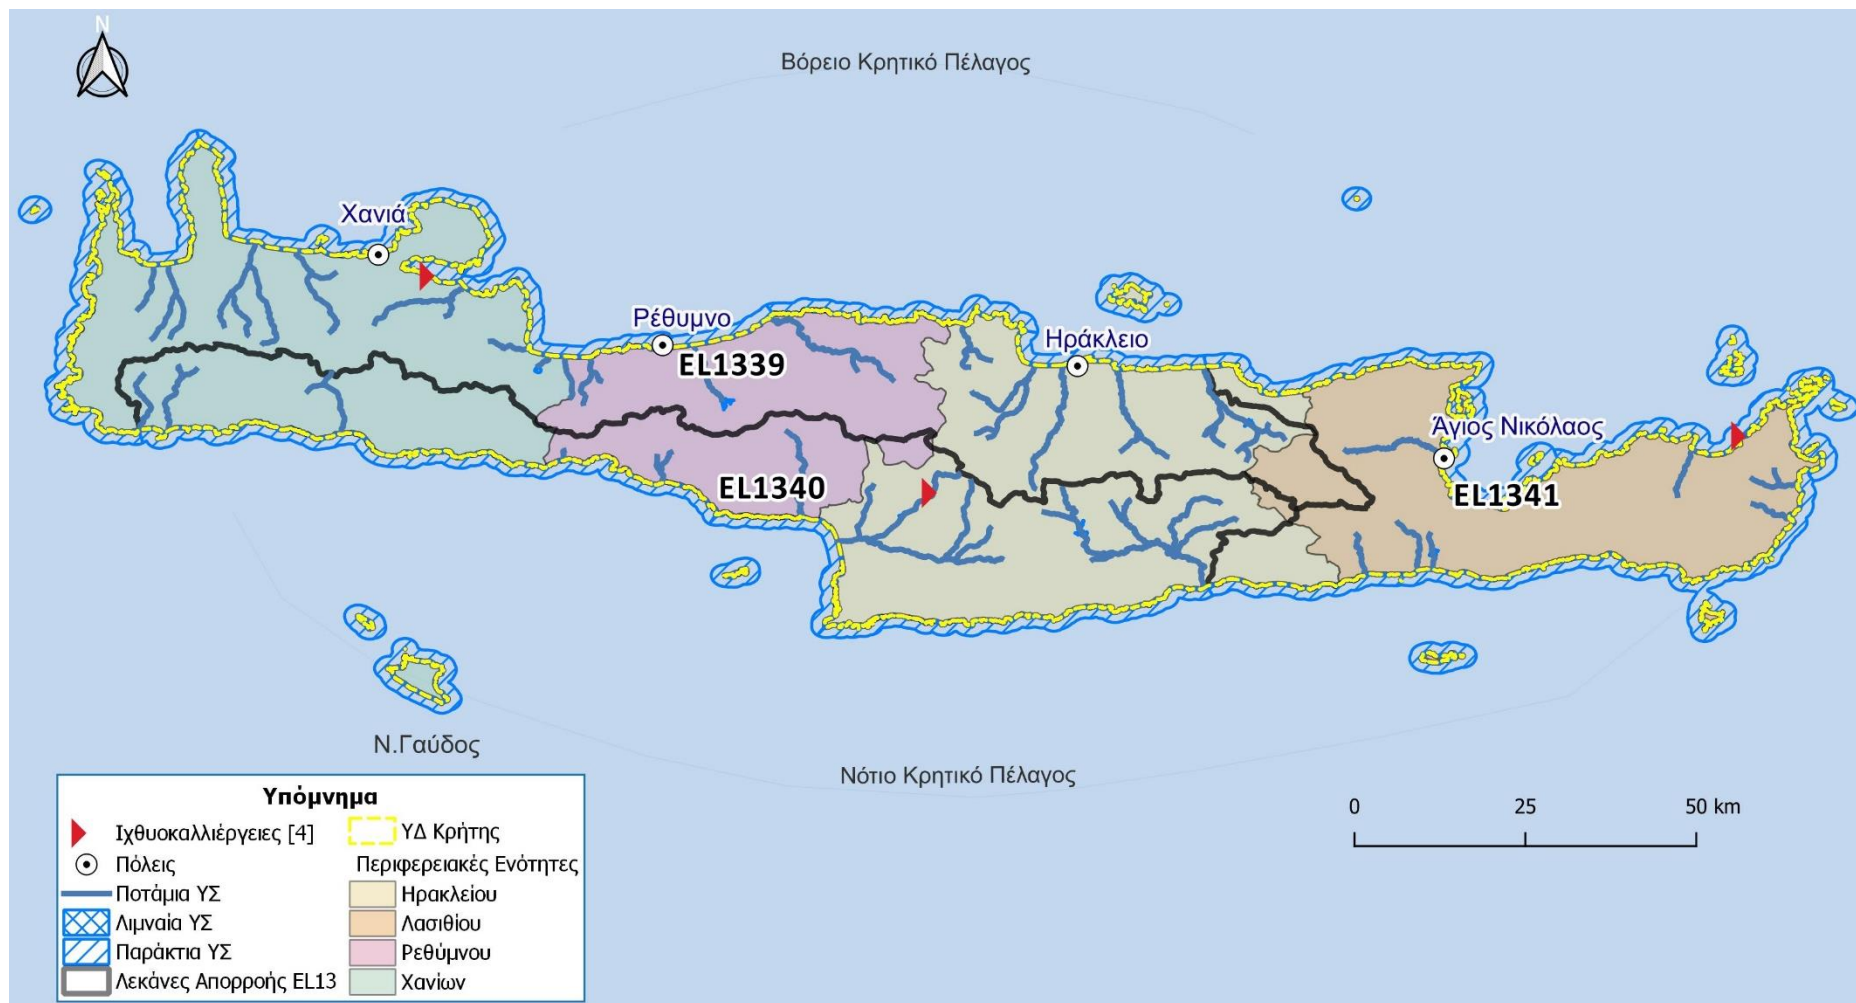 N
Βόρειο Κρητικό Πέλαγος
Χανιά
Ρέθυμνο
EL1339
Ηράκλειο
Άγιος Νικόλαος
EL1340
EL1341
Ν.Γαύδος
Νότιο Κρητικό Πέλαγος
Υπόμνημα
Ιχθυοκαλλιέργειες [4]
Πόλεις
Ποτάμια ΥΣ
Λιμναία ΥΣ
Παράκτια ΥΣ
Λεκάνες Απορροής EL13
ΥΔ Κρήτης
Περιφερειακές Ενότητες
Ηρακλείου
Λασιθίου
Ρεθύμνου
Χανίων
0 25 50 km